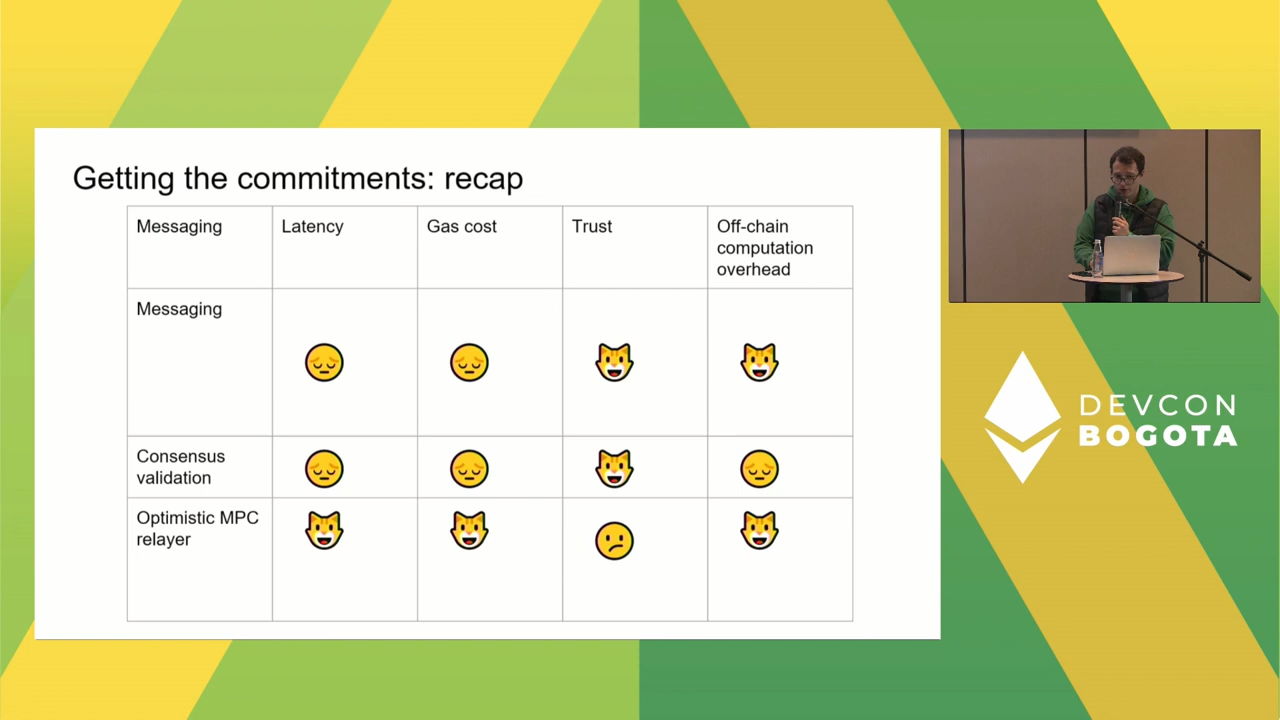 Getting the commitments: recap
Messaging
Latency
Gas cost
Trust
Off-chain
computation
overhead
Messaging
Consensus
validation
Optimistic MPC
relayer
DEVCON
BOGOTA